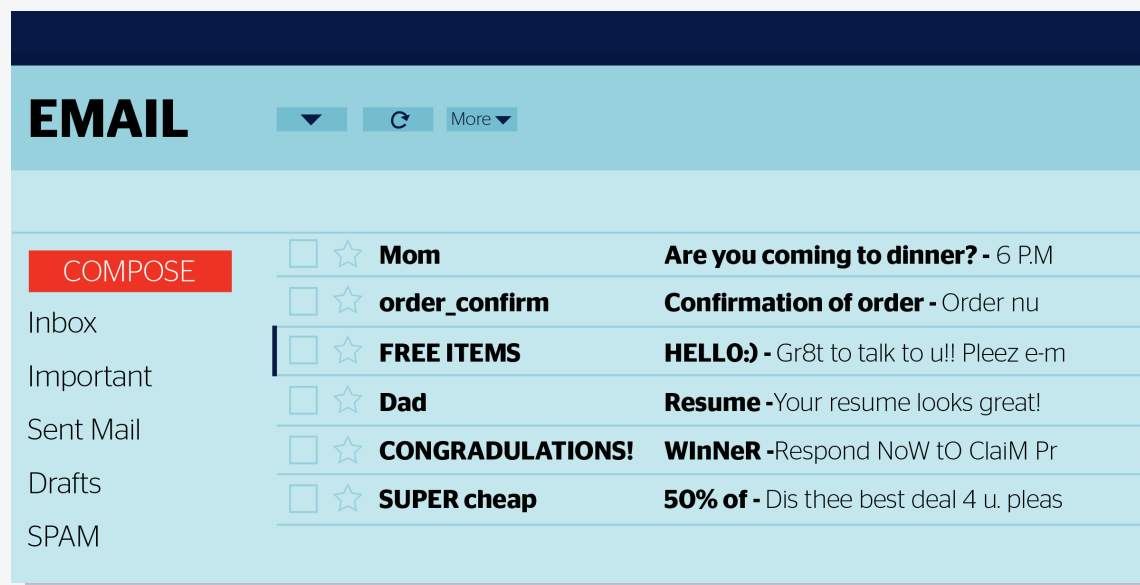 EMAIL
More
COMPOSE
Inbox
Important
Sent Mail
Drafts
SPAM
Mom Are you coming to dinner? - 6 P.M
order_confirm Confirmation of order - Order nu
FREE ITEMS HELLO:) - Gr8t to talk to u!! Pleez e-m
Dad Resume -Your resume looks great!
CONGRADULATIONS! WInNeR -Respond NoW tO ClaiM Pr
SUPER cheap 50% of - Dis thee best deal 4 u. pleas